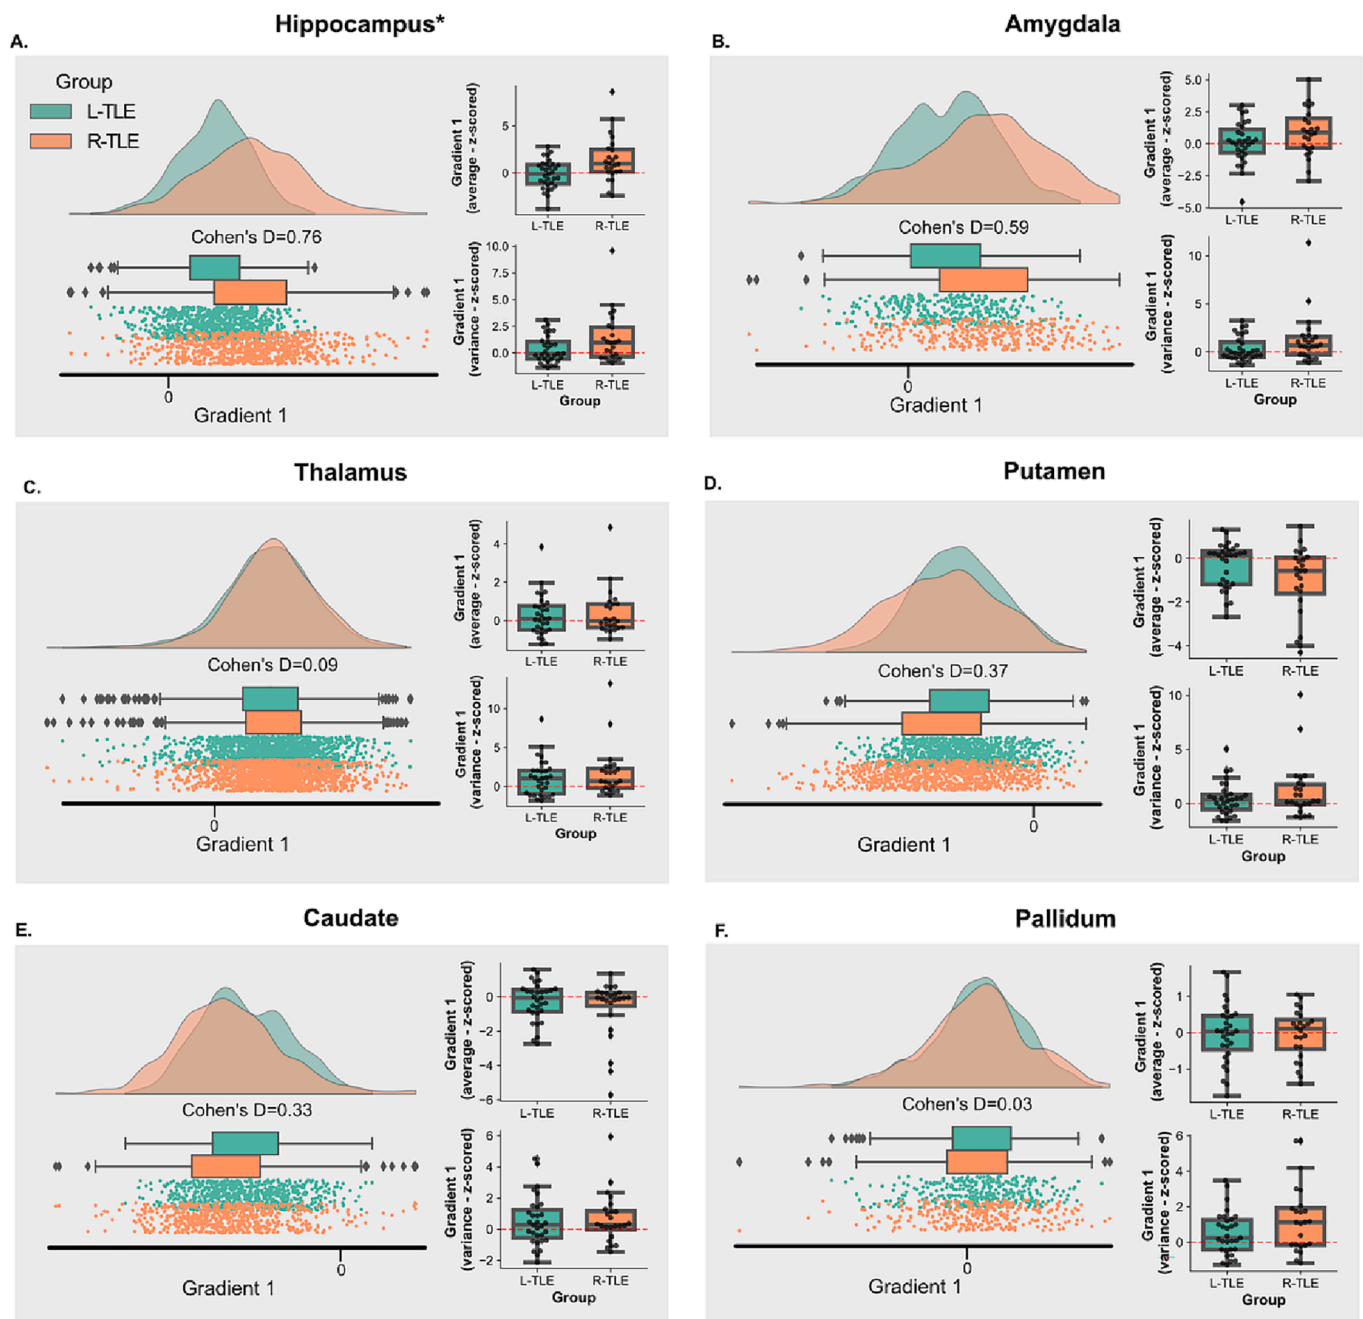 Hippocampus*
A.
Group
L-TLE
R-TLE
Cohen's D=0.76
0
Gradient 1
Gradient 1
(average - z-scored)
5
0
L-TLE R-TLE
Gradient 1
(variance - z-scored)
10.0
7.5
5.0
2.5
0.0
L-TLE R-TLE
Group
Amygdala
B.
Cohen's D=0.59
0
Gradient 1
Gradient 1
(average - z-scored)
5.0
2.5
0.0
−2.5
−5.0
L-TLE R-TLE
Gradient 1
(variance - z-scored)
10
5
0
L-TLE R-TLE
Group
Thalamus
C.
Cohen's D=0.09
0
Gradient 1
Gradient 1
(average - z-scored)
4
2
0
L-TLE R-TLE
Gradient 1
(variance - z-scored)
10
5
0
L-TLE R-TLE
Group
Putamen
D.
Cohen's D=0.37
0
Gradient 1
Gradient 1
(average - z-scored)
0
−2
−4
L-TLE R-TLE
Gradient 1
(variance - z-scored)
10
5
0
L-TLE R-TLE
Group
Caudate
E.
Cohen's D=0.33
0
Gradient 1
Gradient 1
(average - z-scored)
0
−2
−4
−6
L-TLE R-TLE
Gradient 1
(variance - z-scored)
6
4
2
0
−2
L-TLE R-TLE
Group
Pallidum
F.
Cohen's D=0.03
0
Gradient 1
Gradient 1
(average - z-scored)
1
0
−1
L-TLE R-TLE
Gradient 1
(variance - z-scored)
6
4
2
0
L-TLE R-TLE
Group